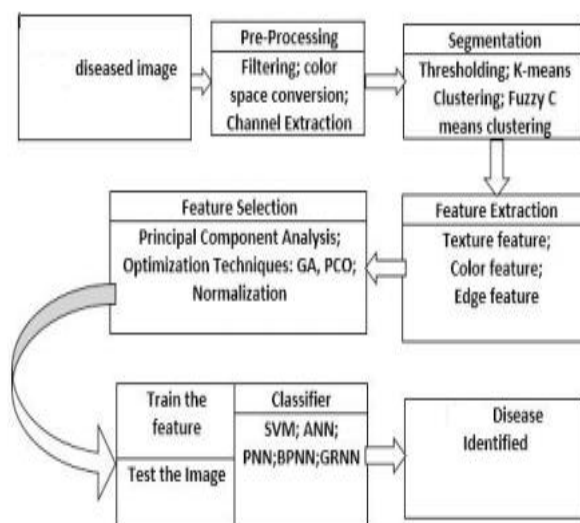 diseased image
Pre-Processing
Filtering; color
space conversion;
Channel Extraction
Segmentation
Thresholding; K-means
Clustering; Fuzzy C
means clustering
Feature Extraction
Texture feature;
Color feature;
Edge feature
Feature Selection
Principal Component Analysis;
Optimization Techniques: GA, PCO;
Normalization
Train the
feature
Test the Image
Classifier
SVM; ANN;
PNN;BPNN;GRNN
Disease
Identified